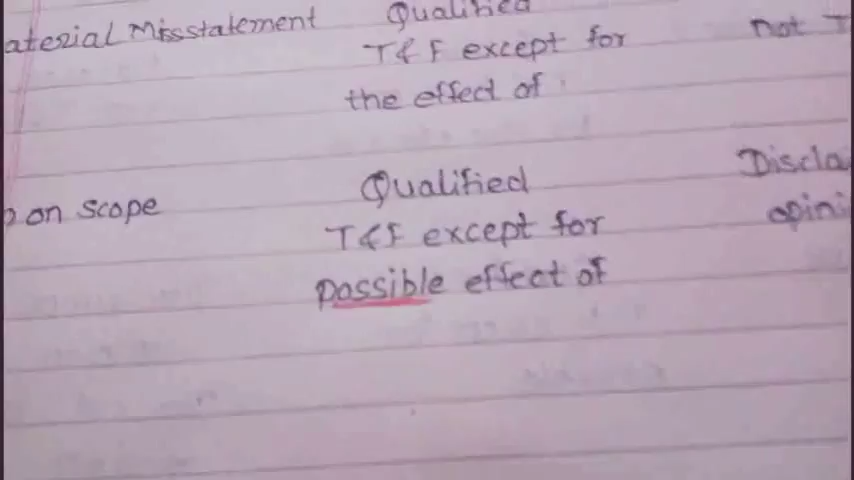 aterial Misstatement Qualified
T&F except for not T
the effect of
on scope Qualified Discla
T&F except for opini
possible effect of